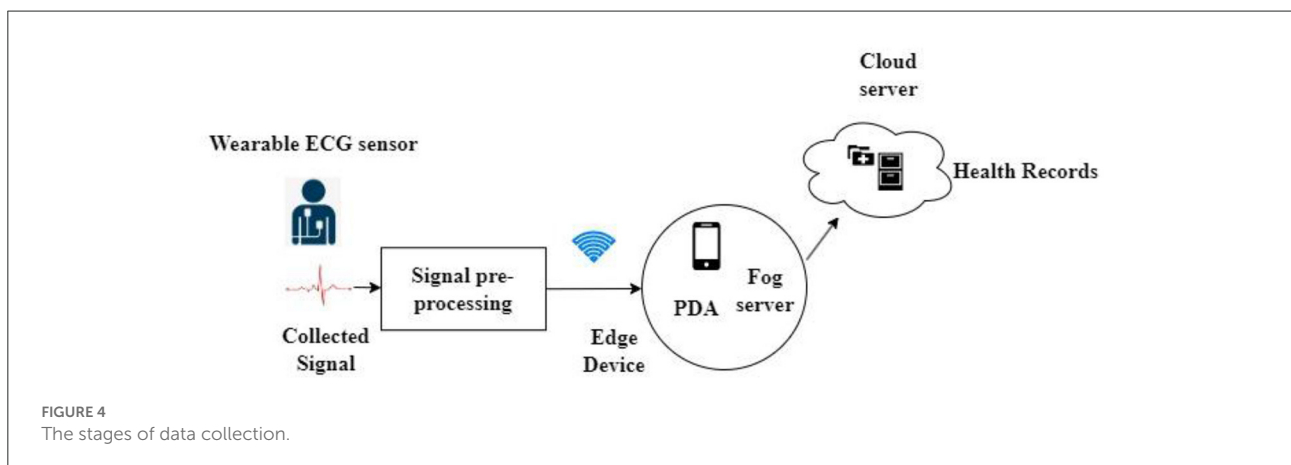 Cloud
server
Wearable ECG sensor
Health Records
Signal pre-
processing
Fog
server
PDA
Collected
Signal
Edge
Device
FIGURE 4
The stages of data collection.